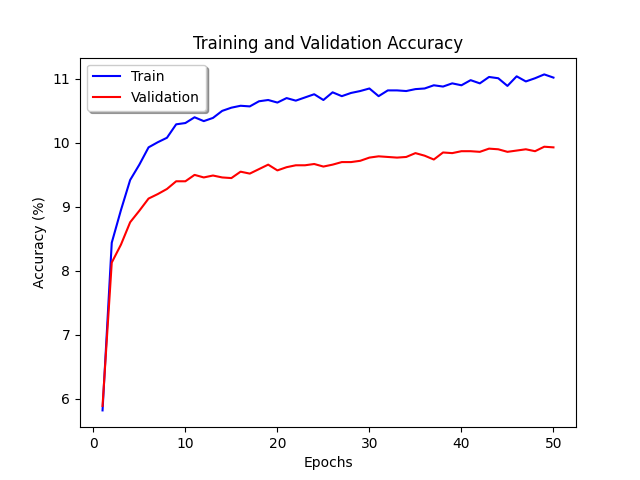 Training and Validation Accuracy
Train
Validation
11
10
9
8
7
6
Accuracy (%)
0 10 20 30 40 50
Epochs